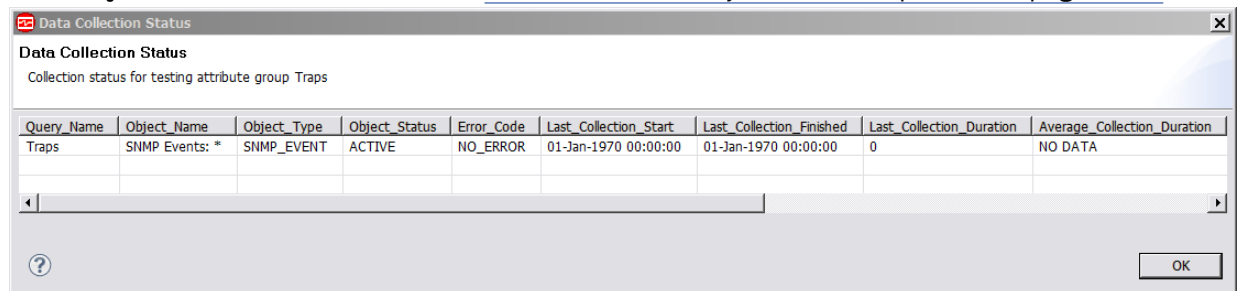 Data Collection Status
Data Collection Status
Collection status for testing attribute group Traps
Query_Name Object_Name Object_Type Object_Status Error_Code Last_Collection_Start Last_Collection_Finished Last_Collection_Duration Average_Collection_Duration
Traps SNMP Events: * SNMP_EVENT ACTIVE NO_ERROR 01-Jan-1970 00:00:00 01-Jan-1970 00:00:00 0 NO DATA
?
OK